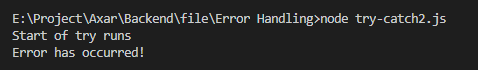 E:\Project\Axar\Backend\file\Error Handling>node try-catch2.js
Start of try runs
Error has occurred!